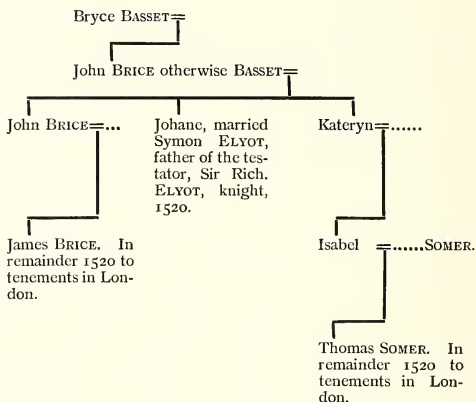 Bryce BASSET=
John BRICE otherwise BASSET=
John BRICE=...
Johane, married
Symon ELYOT,
father of the tes-
tator, Sir Rich.
ELYOT, knight,
1520.
Kateryn=......
James BRICE. In
remainder 1520 to
tenements in Lon-
don.
Isabel =......SOMER.
Thomas SOMER. In
remainder 1520 to
tenements in Lon-
don.